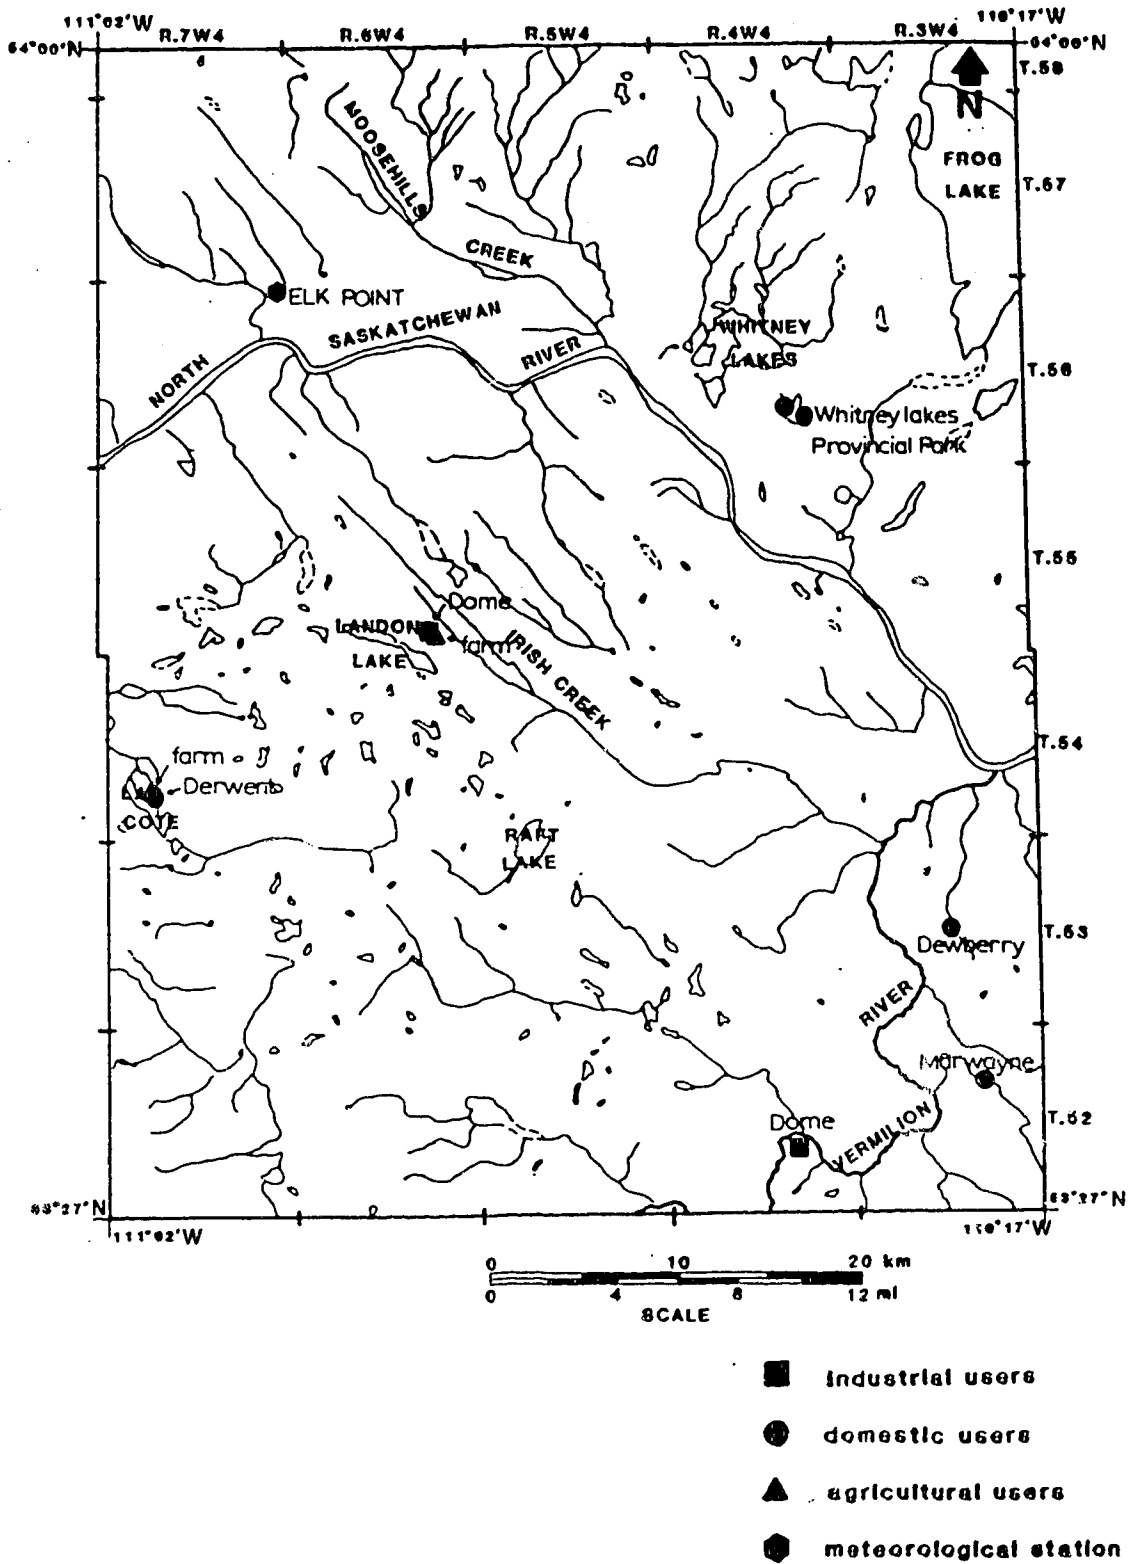 111°02'W
110°17'W
54°00'N
R.7W4
R.6W4
R.5W4
R.4W4
R.3W4
54°00'N
T.58
N
MOOSEHILLS
FROG
LAKE
T.57
CREEK
ELK POINT
SASKATCHEWAN
WHITNEY
LAKES
RIVER
NORTH
T.56
Whitney lakes
Provincial Park
T.55
Dome
LANDON
LAKE
farm
IRISH CREEK
T.54
farm
Derwent
COTE
RAFT
LAKE
T.53
Dewberry
RIVER
Marwayne
T.52
Dome
VERMILION
53°27'N
53°27'N
111°02'W
110°17'W
0 10 20 km
0 4 8 12 mi
SCALE
industrial users
domestic users
agricultural users
meteorological station